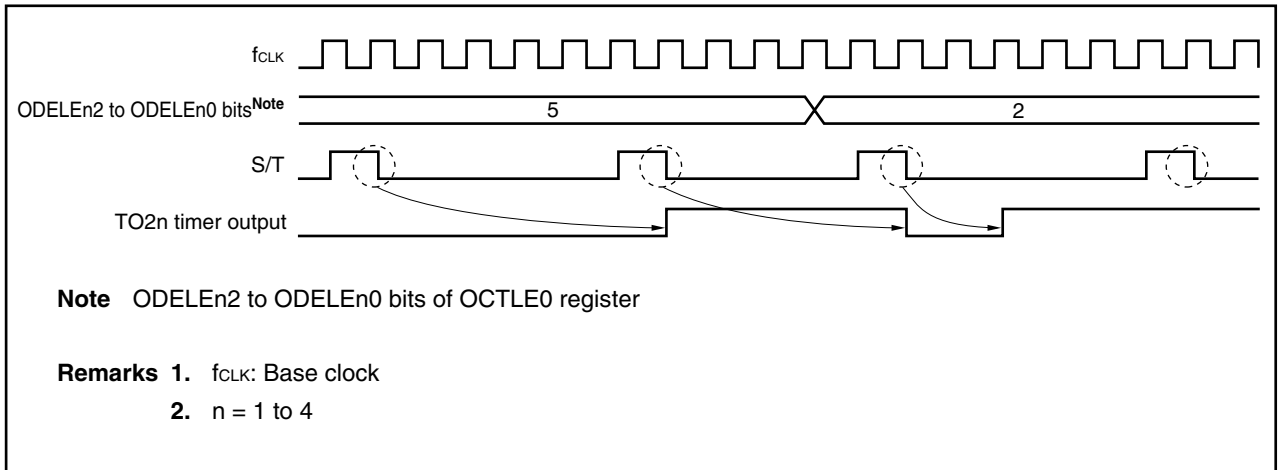 fCLK
ODELEn2 to ODELEn0 bitsNote
5
2
S/T
TO2n timer output
Note ODELEn2 to ODELEn0 bits of OCTLE0 register
Remarks 1. fCLK: Base clock
2. n = 1 to 4